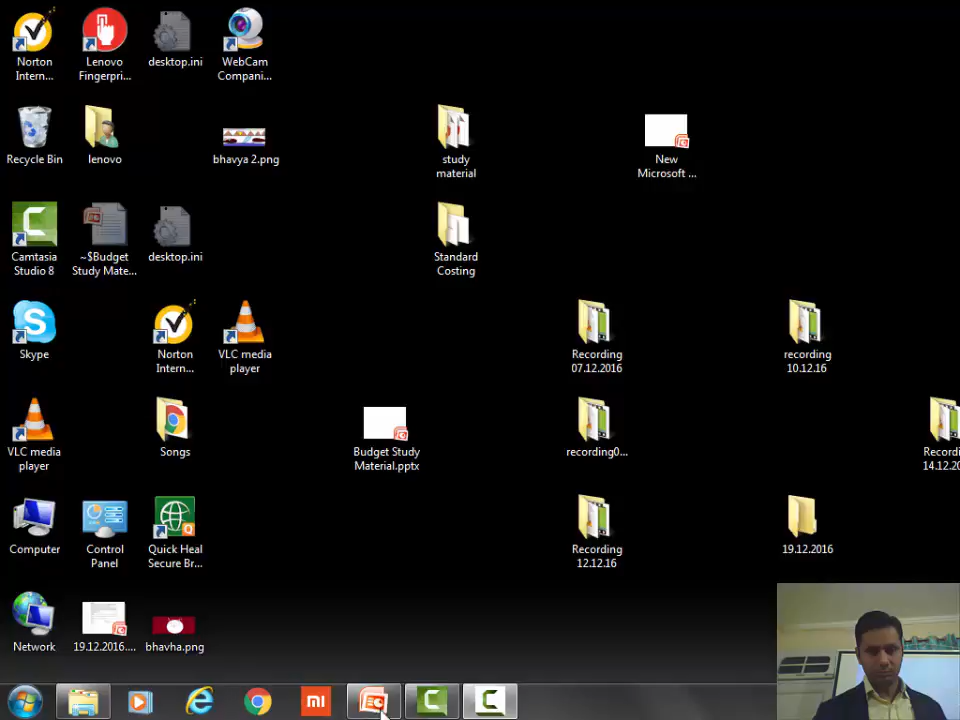 Norton
Intern...
Lenovo
Fingerpri...
desktop.ini
WebCam
Compani...
Recycle Bin
lenovo
bhavya 2.png
study
material
New
Microsoft ...
Camtasia
Studio 8
~$Budget
Study Mate...
desktop.ini
Standard
Costing
Skype
Norton
Intern...
VLC media
player
Recording
07.12.2016
recording
10.12.16
VLC media
player
Songs
Budget Study
Material.pptx
recording0...
Recordi
14.12.20
Computer
Control
Panel
Quick Heal
Secure Br...
Recording
12.12.16
19.12.2016
Network
19.12.2016....
bhavha.png
mi